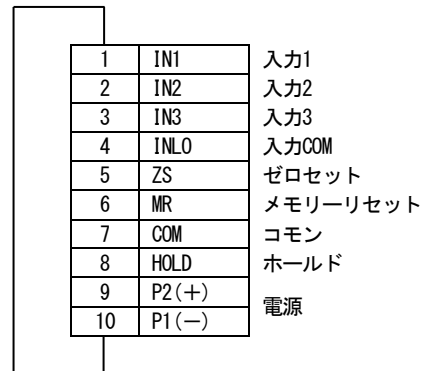 1 IN1 入力1
2 IN2 入力2
3 IN3 入力3
4 INLO 入力COM
5 ZS ゼロセット
6 MR メモリーリセット
7 COM コモン
8 HOLD ホールド
9 P2(+) 電源
10 P1(−)